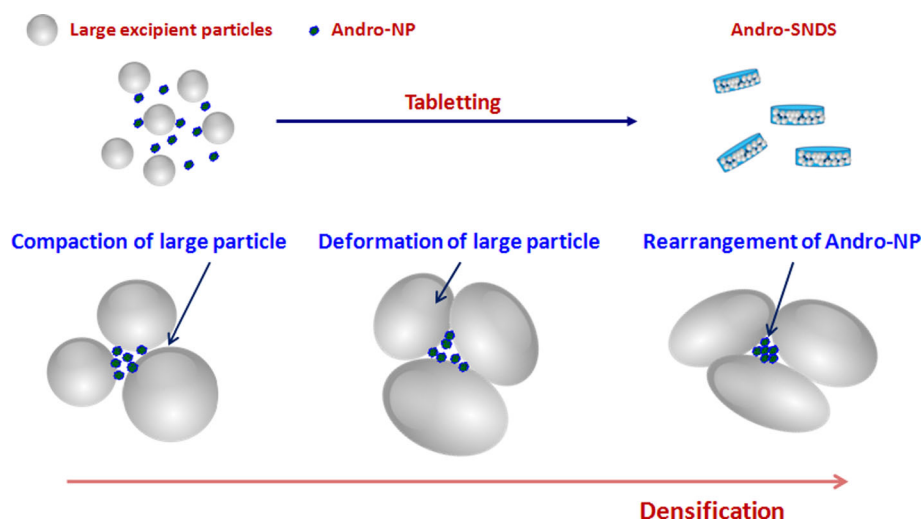 Large excipient particles
Andro-NP
Andro-SNDS
Tabletting
Compaction of large particle
Deformation of large particle
Rearrangement of Andro-NP
Densification